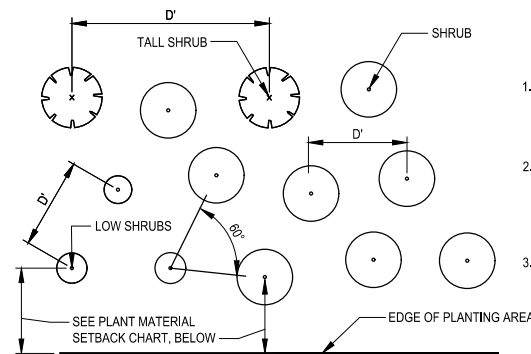 D'
TALL SHRUB
SHRUB
1.
D'
2.
D'
60°
LOW SHRUBS
3.
SEE PLANT MATERIAL
SETBACK CHART, BELOW
EDGE OF PLANTING AREA